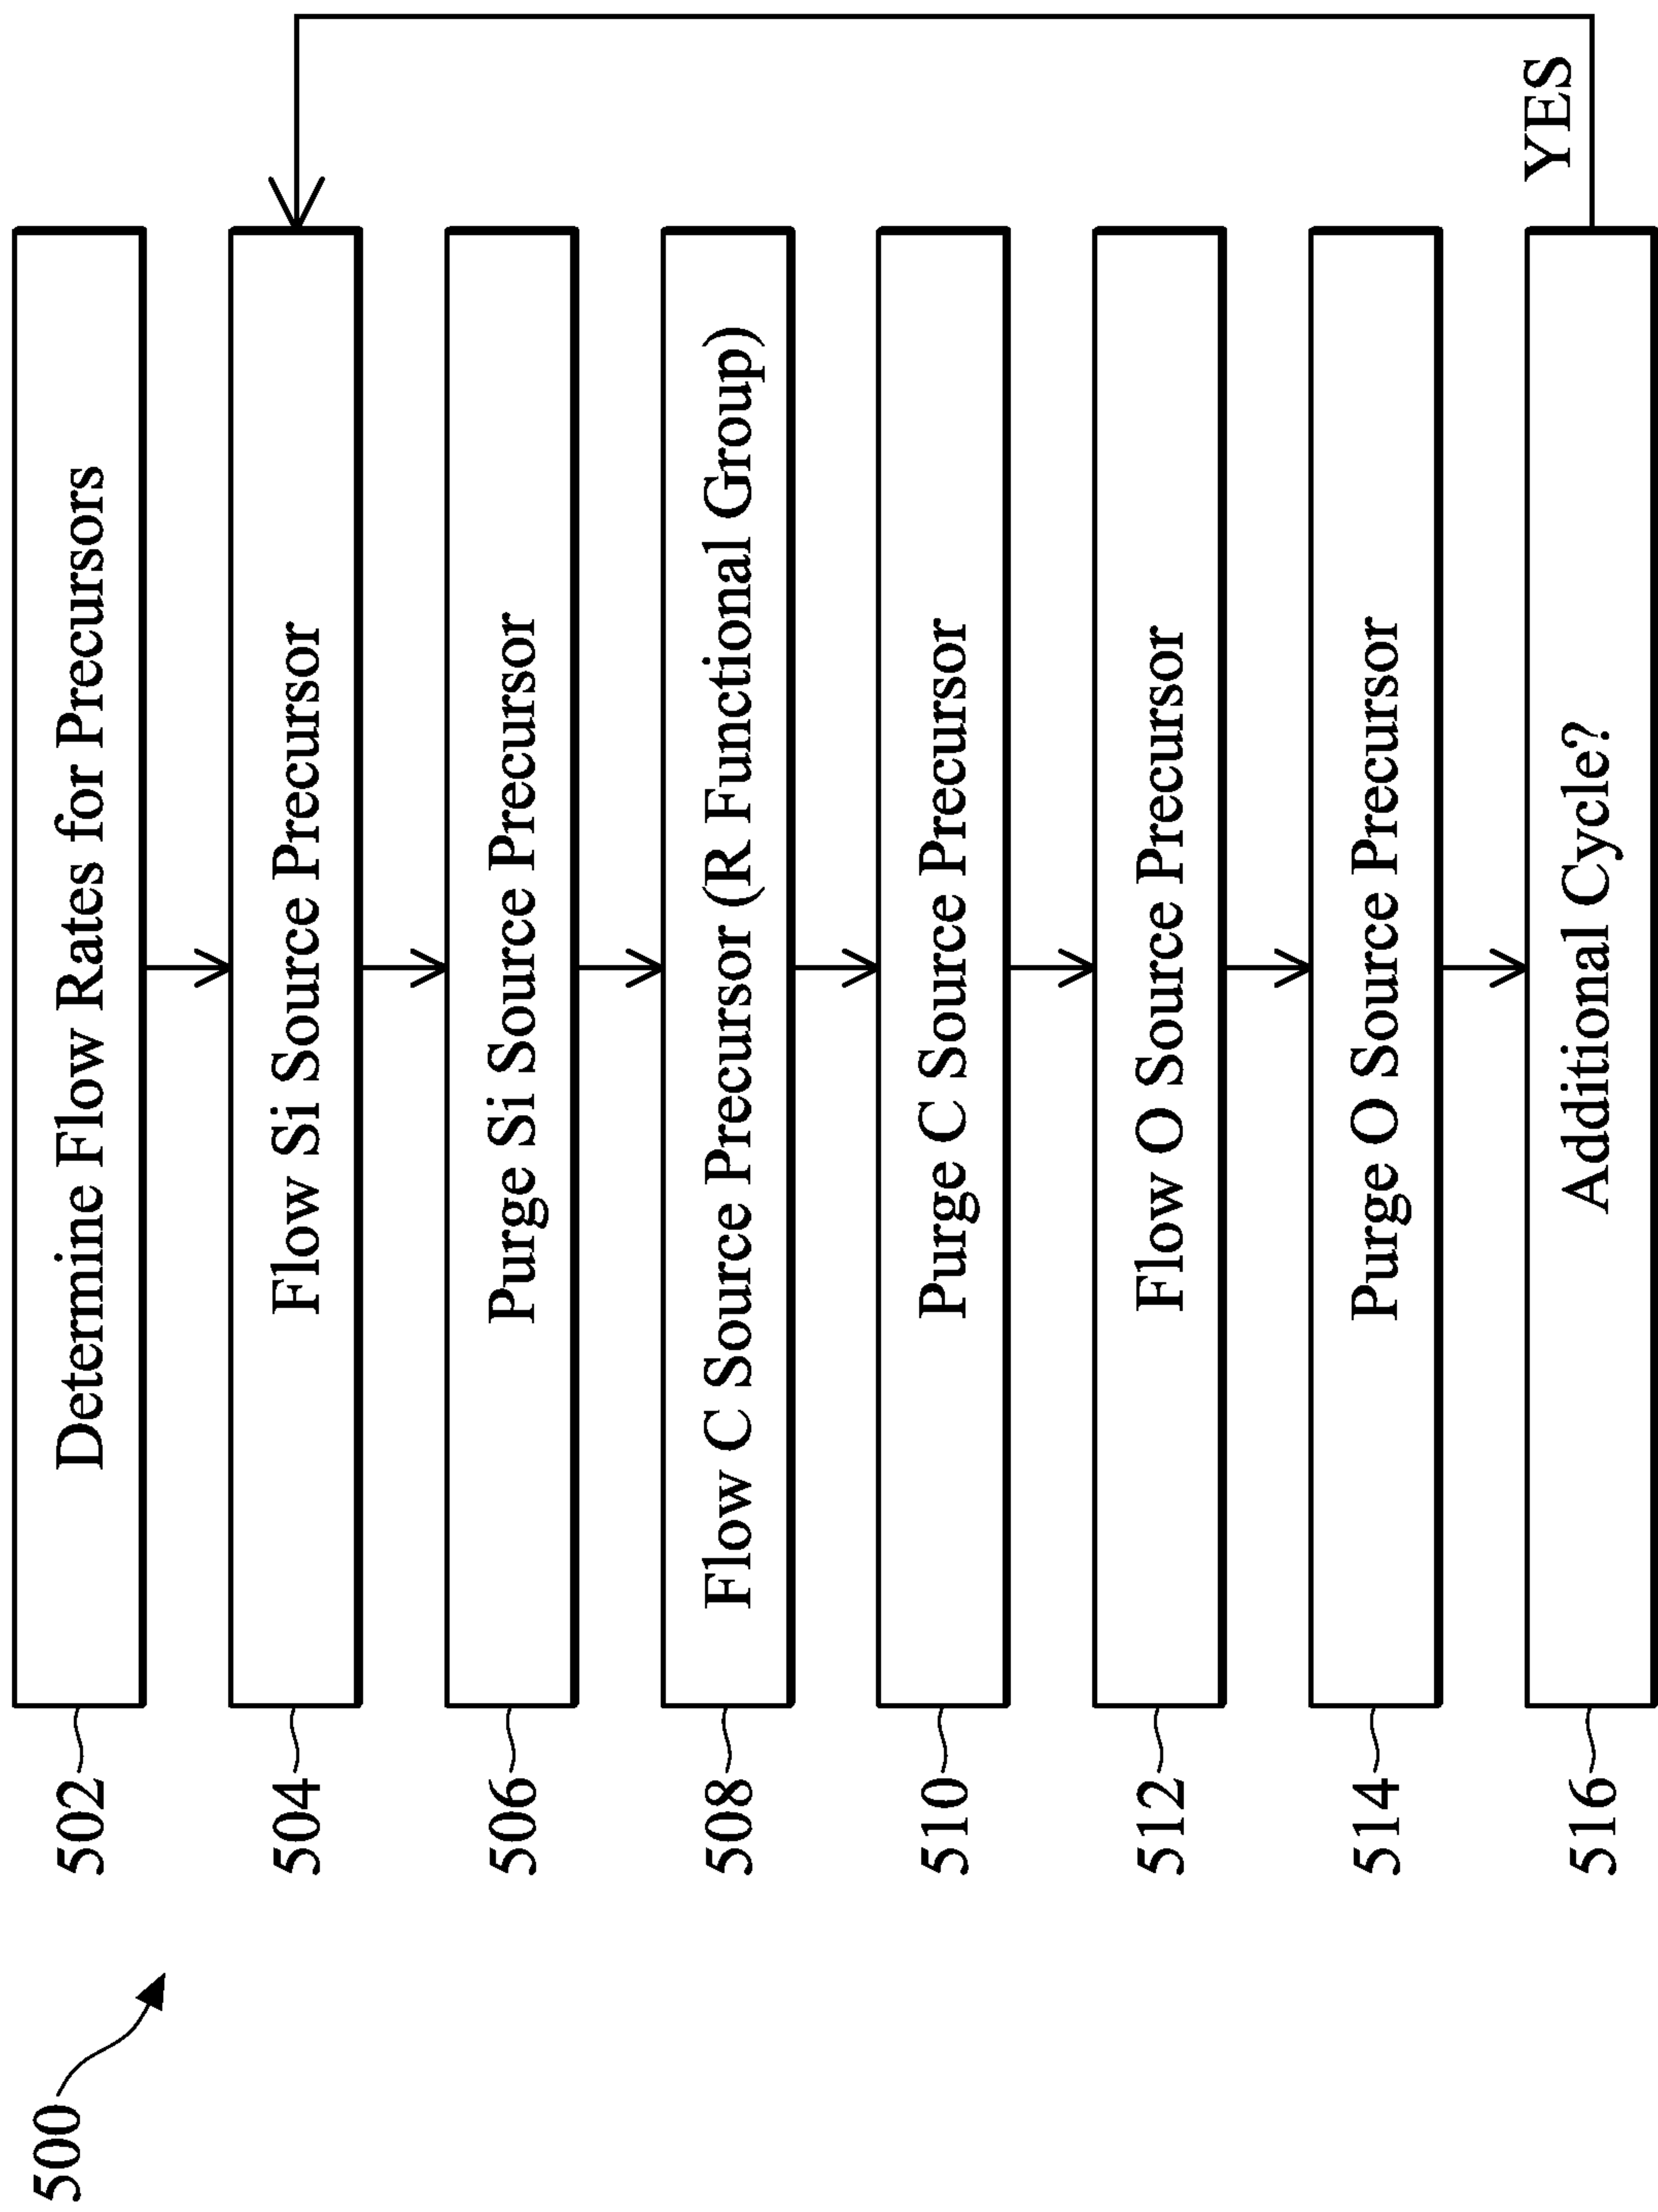 500
502
Determine Flow Rates for Precursors
504
Flow Si Source Precursor
506
Purge Si Source Precursor
508
Flow C Source Precursor (R Functional Group)
510
Purge C Source Precursor
512
Flow O Source Precursor
514
Purge O Source Precursor
516
Additional Cycle?
YES